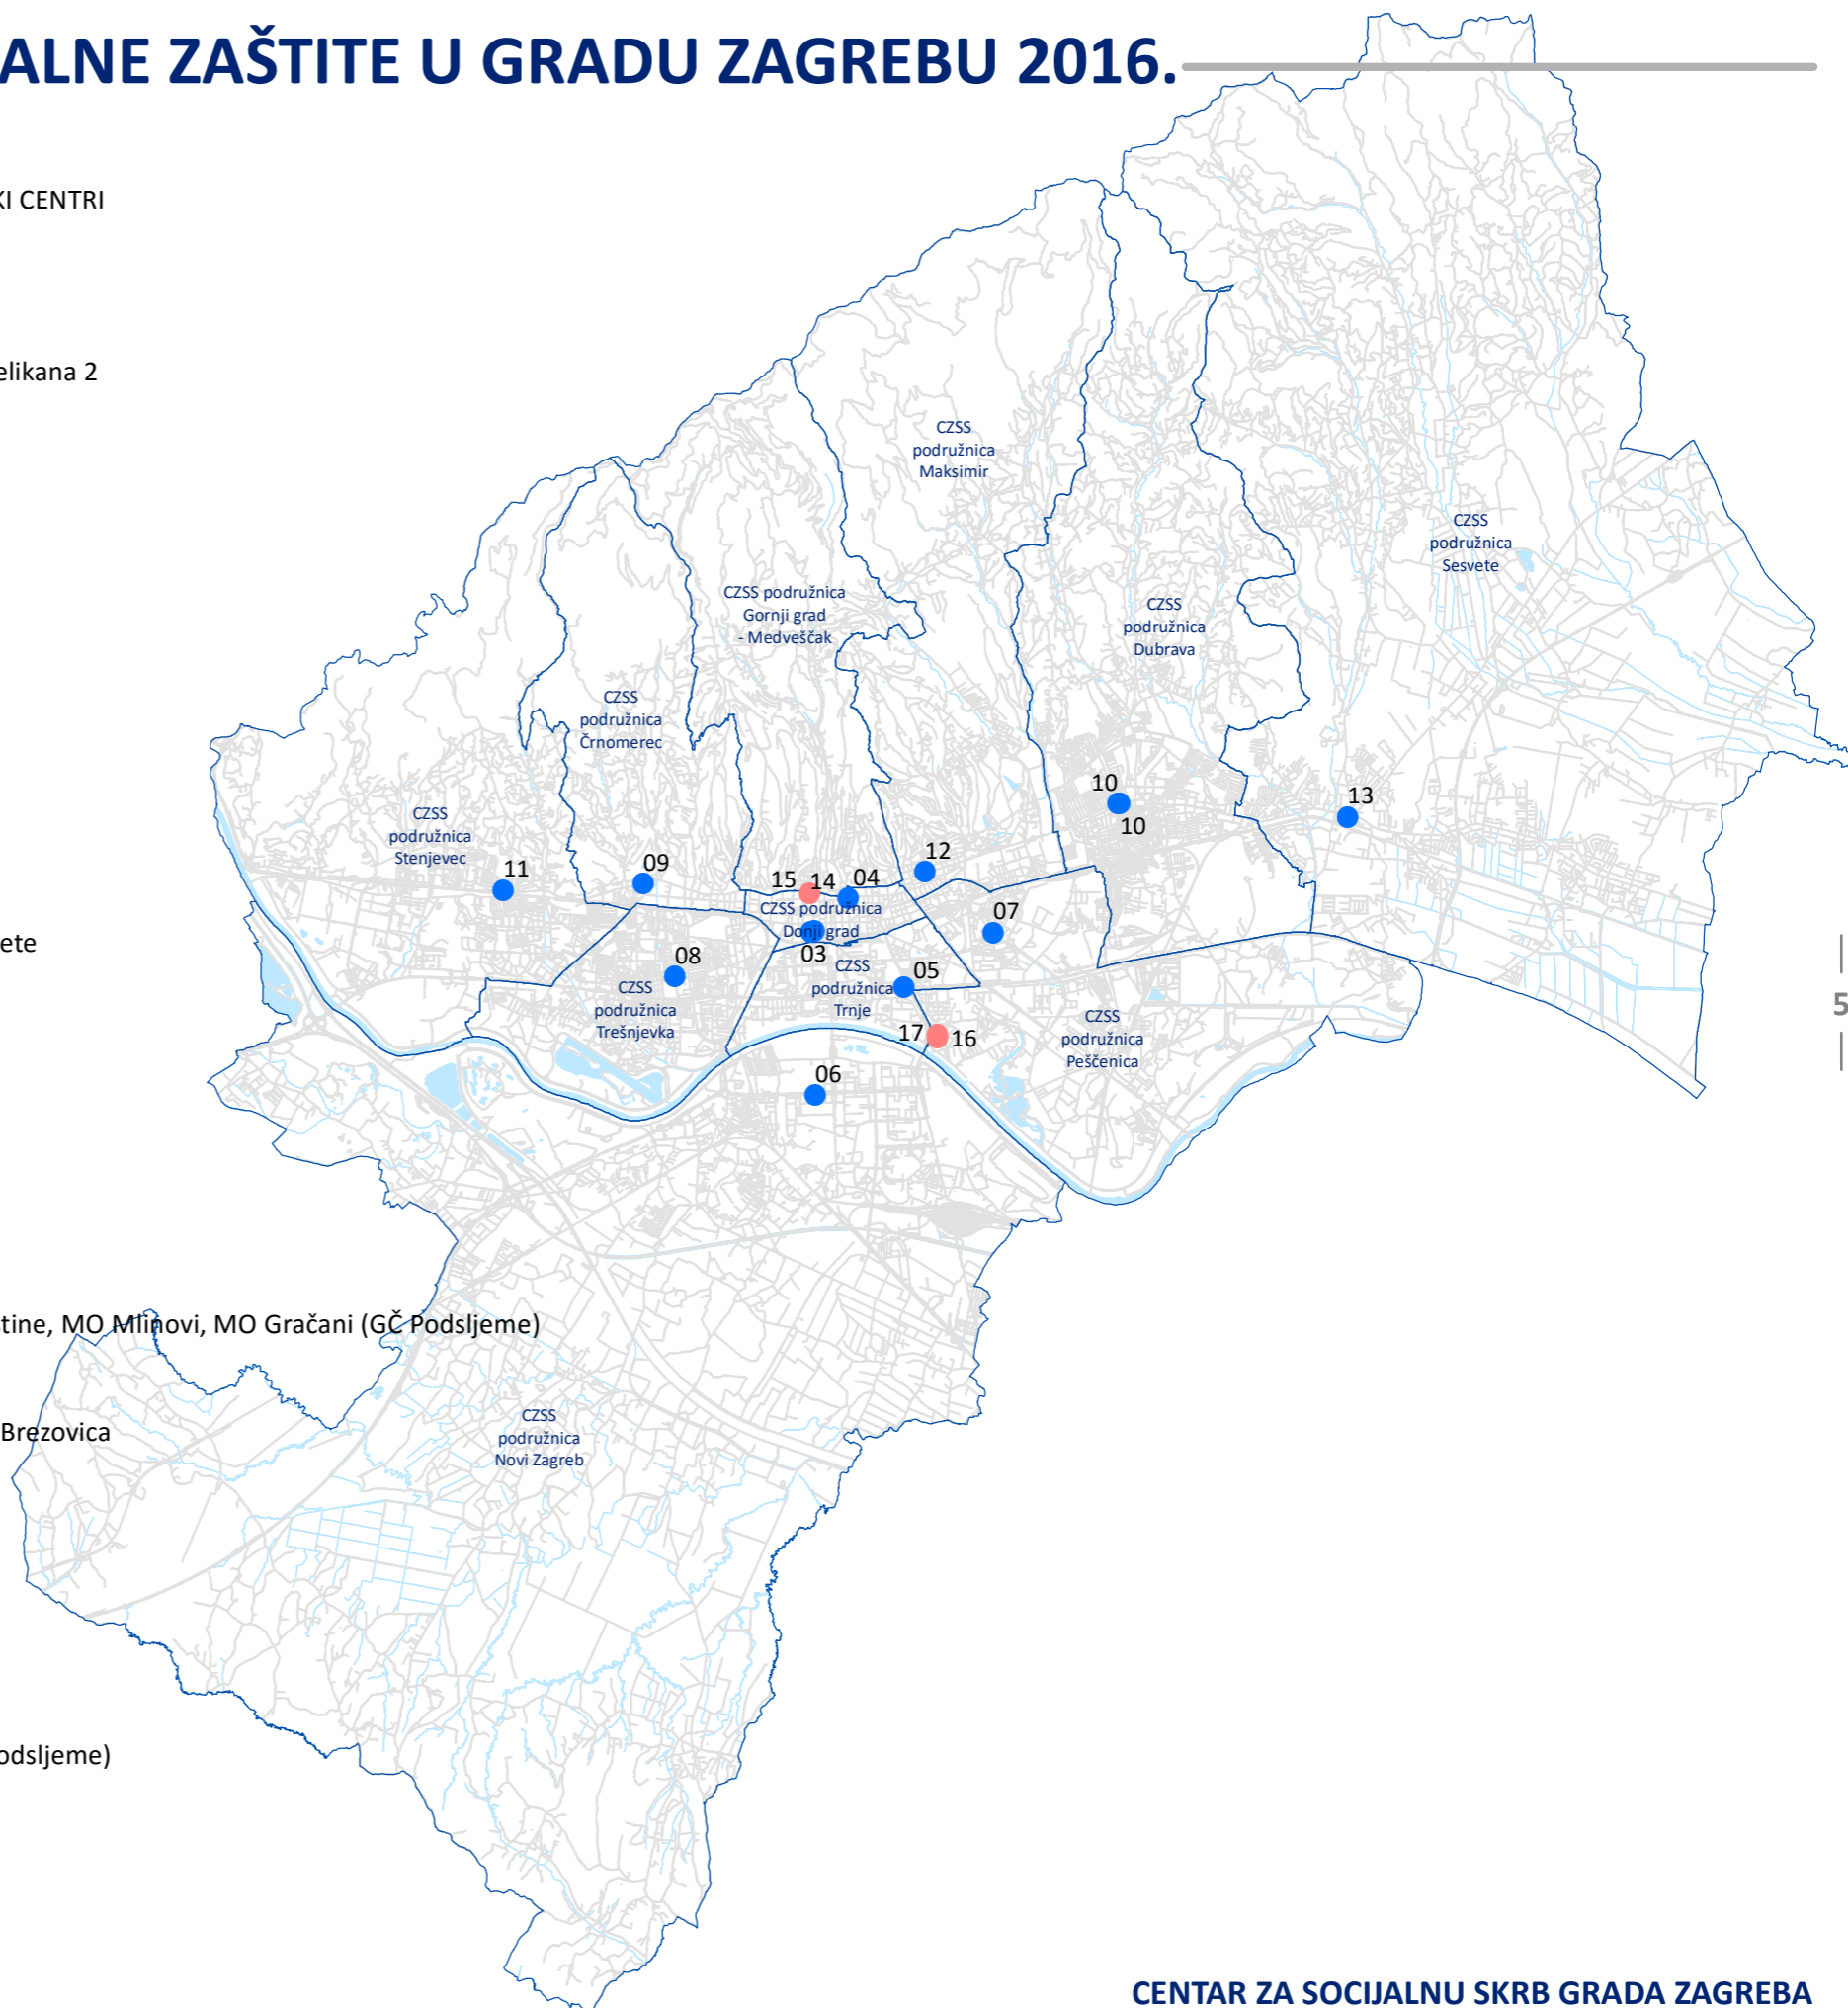 ALNE ZAŠTITE U GRADU ZAGREBU 2016.
KI CENTRI
elikana 2
ete
stine, MO Mlinovi, MO Gračani (GČ Podsljeme)
Brezovica
odsljeme)
CZSS
podružnica
Maksimir
CZSS
podružnica
Sesvete
CZSS podružnica
Gornji grad
- Medveščak
CZSS
podružnica
Dubrava
CZSS
podružnica
Črnomerec
CZSS
podružnica
Stenjevec
10
10
13
12
11
09
15
14
04
CZSS podružnica
Donji grad
07
03
08
CZSS
podružnica
Trnje
05
CZSS
podružnica
Trešnjevka
17
16
CZSS
podružnica
Peščenica
06
CZSS
podružnica
Novi Zagreb
5
CENTAR ZA SOCIJALNU SKRB GRADA ZAGREBA